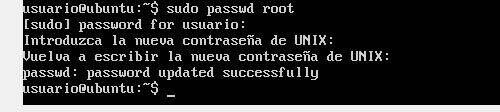 usuario@ubuntu:~$ sudo passwd root
[sudo] password for usuario:
Introduzca la nueva contraseña de UNIX:
Vuelva a escribir la nueva contraseña de UNIX:
passwd: password updated successfully
usuario@ubuntu:~$ _